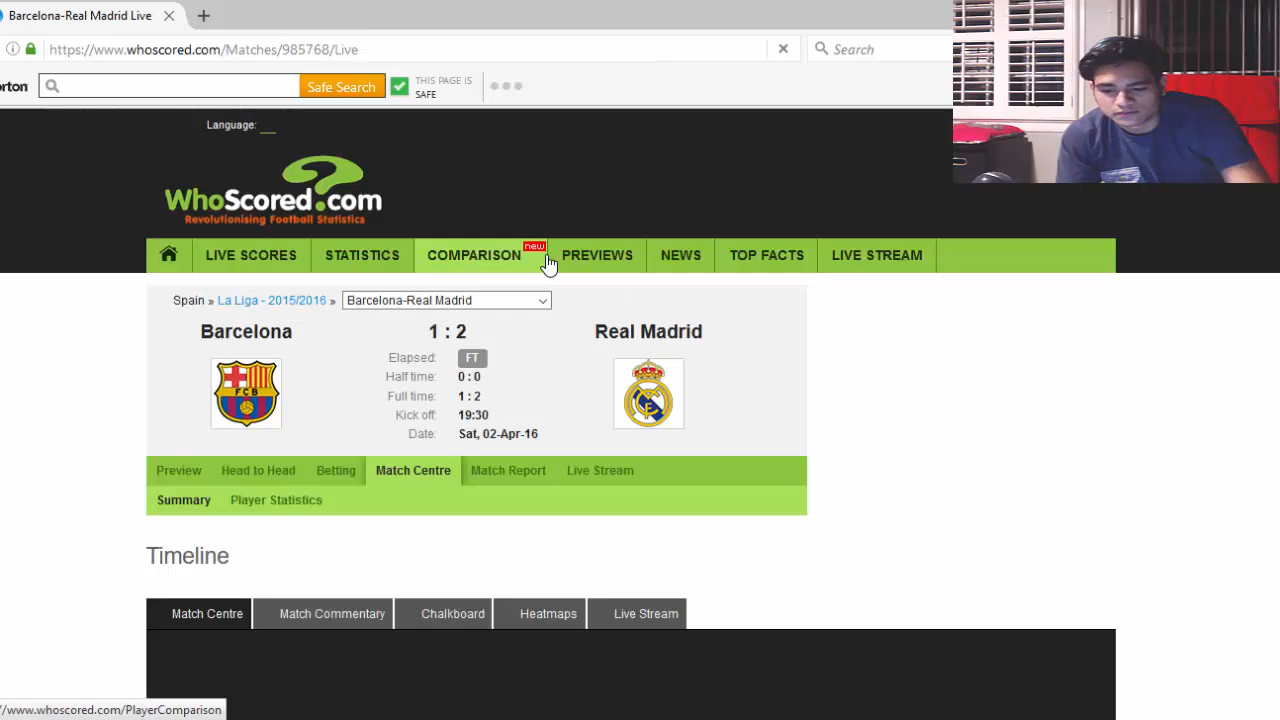 Barcelona-Real Madrid Live
https://www.whoscored.com/Matches/985768/Live
Search
Safe Search
THIS PAGE IS
SAFE
Language:
WhoScored.com
Revolutionising Football Statistics
LIVE SCORES STATISTICS COMPARISON new PREVIEWS NEWS TOP FACTS LIVE STREAM
Spain » La Liga - 2015/2016 » Barcelona-Real Madrid
Barcelona 1 : 2 Real Madrid
Elapsed: FT
Half time: 0 : 0
Full time: 1 : 2
Kick off: 19:30
Date: Sat, 02-Apr-16
FCB
Preview Head to Head Betting Match Centre Match Report Live Stream
Summary Player Statistics
Timeline
Match Centre Match Commentary Chalkboard Heatmaps Live Stream
/www.whoscored.com/PlayerComparison